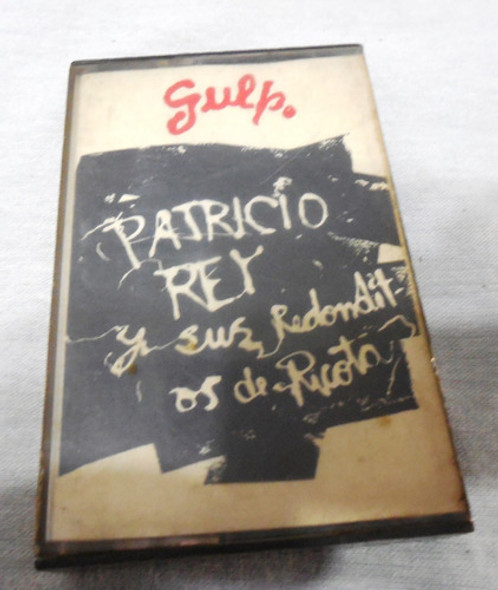 gulp.
PATRICIO
REY
y sus Redondit-
os de Ricota